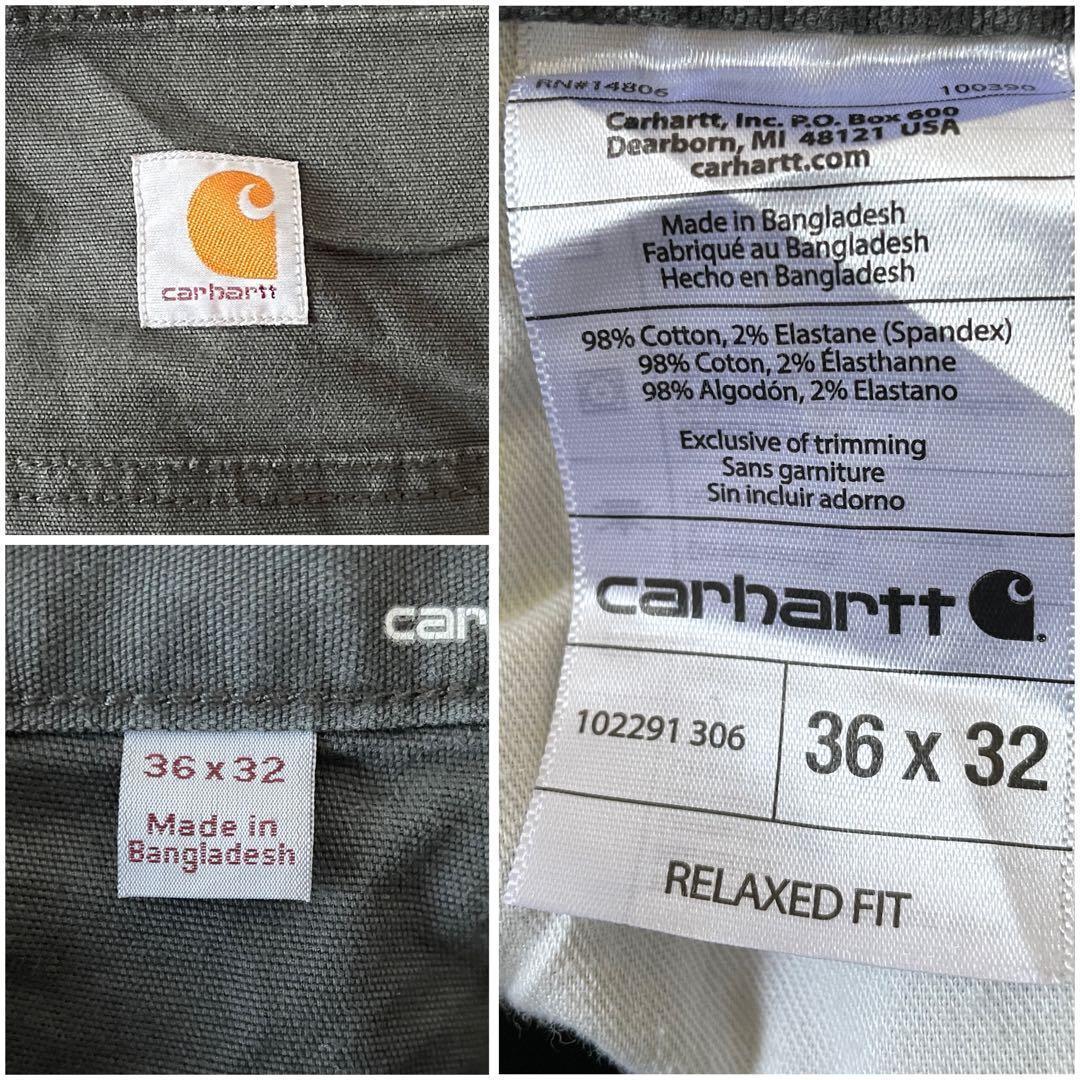 carhartt
car
36 x 32
Made in
Bangladesh
RN#14806 100390
Carhartt, Inc. P.O. Box 600
Dearborn, MI 48121 USA
carhartt.com
Made in Bangladesh
Fabriqué au Bangladesh
Hecho en Bangladesh
98% Cotton, 2% Elastane (Spandex)
98% Coton, 2% Élasthanne
98% Algodón, 2% Elastano
Exclusive of trimming
Sans garniture
Sin incluir adorno
carhartt
102291 306 36 x 32
RELAXED FIT